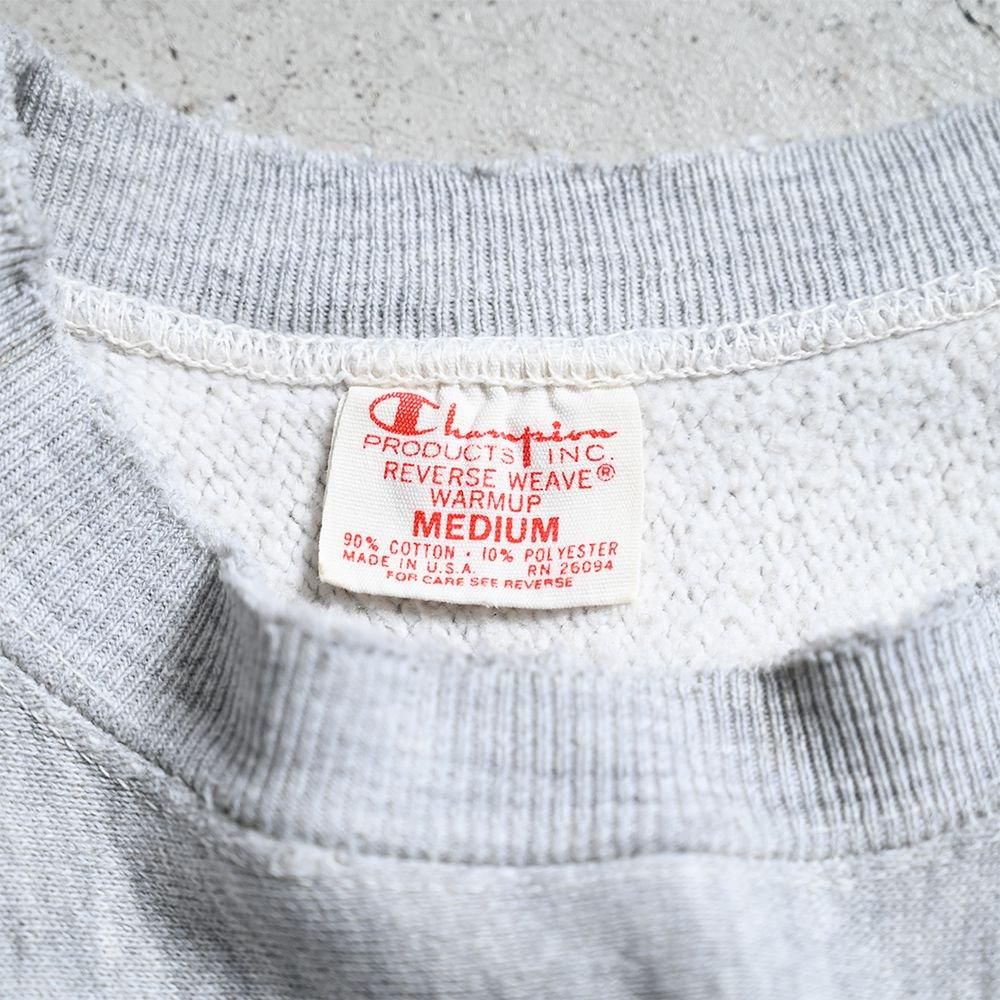 Champion
PRODUCTS INC.
REVERSE WEAVE®
WARMUP
MEDIUM
90% COTTON · 10% POLYESTER
MADE IN U.S.A. RN 26094
FOR CARE SEE REVERSE